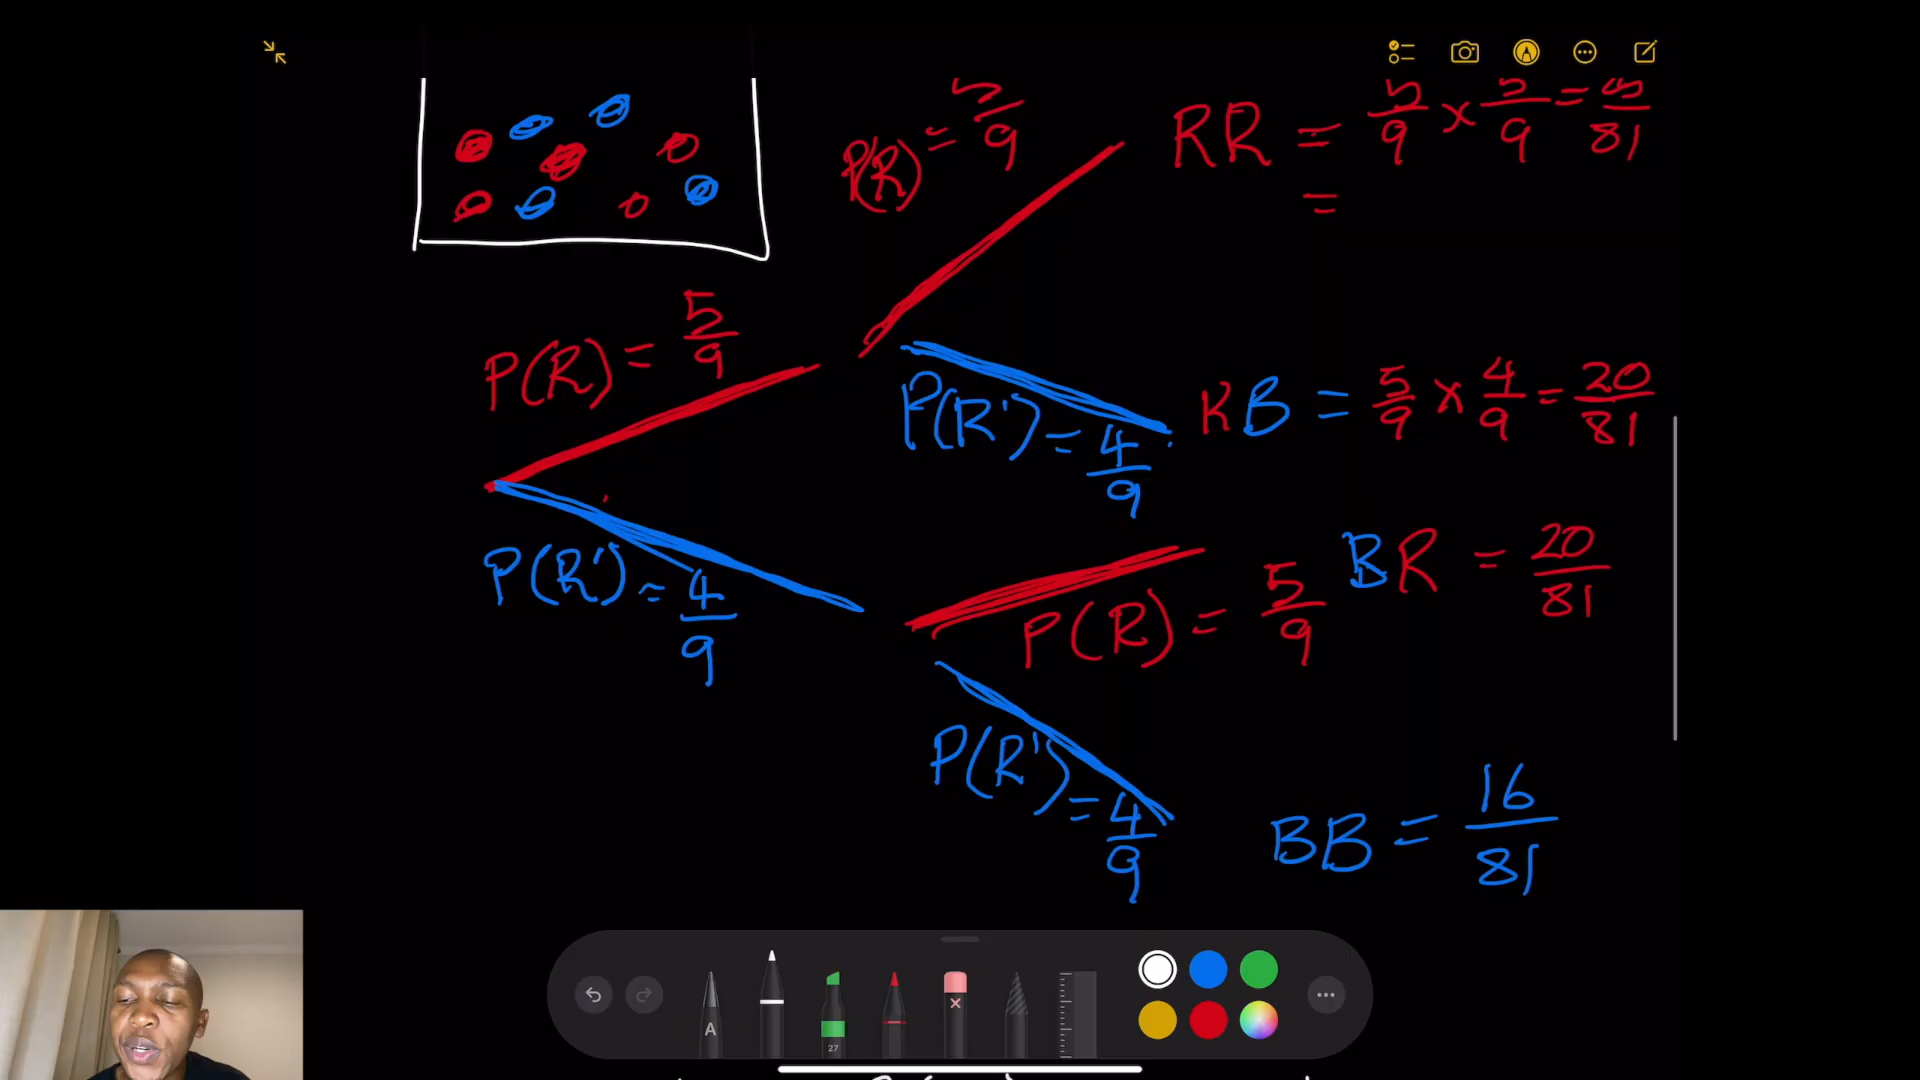 P(R) = 5/9
RR = 5/9 x 5/9 = /81
=
P(R) = 5/9
P(R') = 4/9
RB = 5/9 x 4/9 = 20/81
P(R') = 4/9
P(R) = 5/9
BR = 20/81
P(R') = 4/9
BB = 16/81
A
27